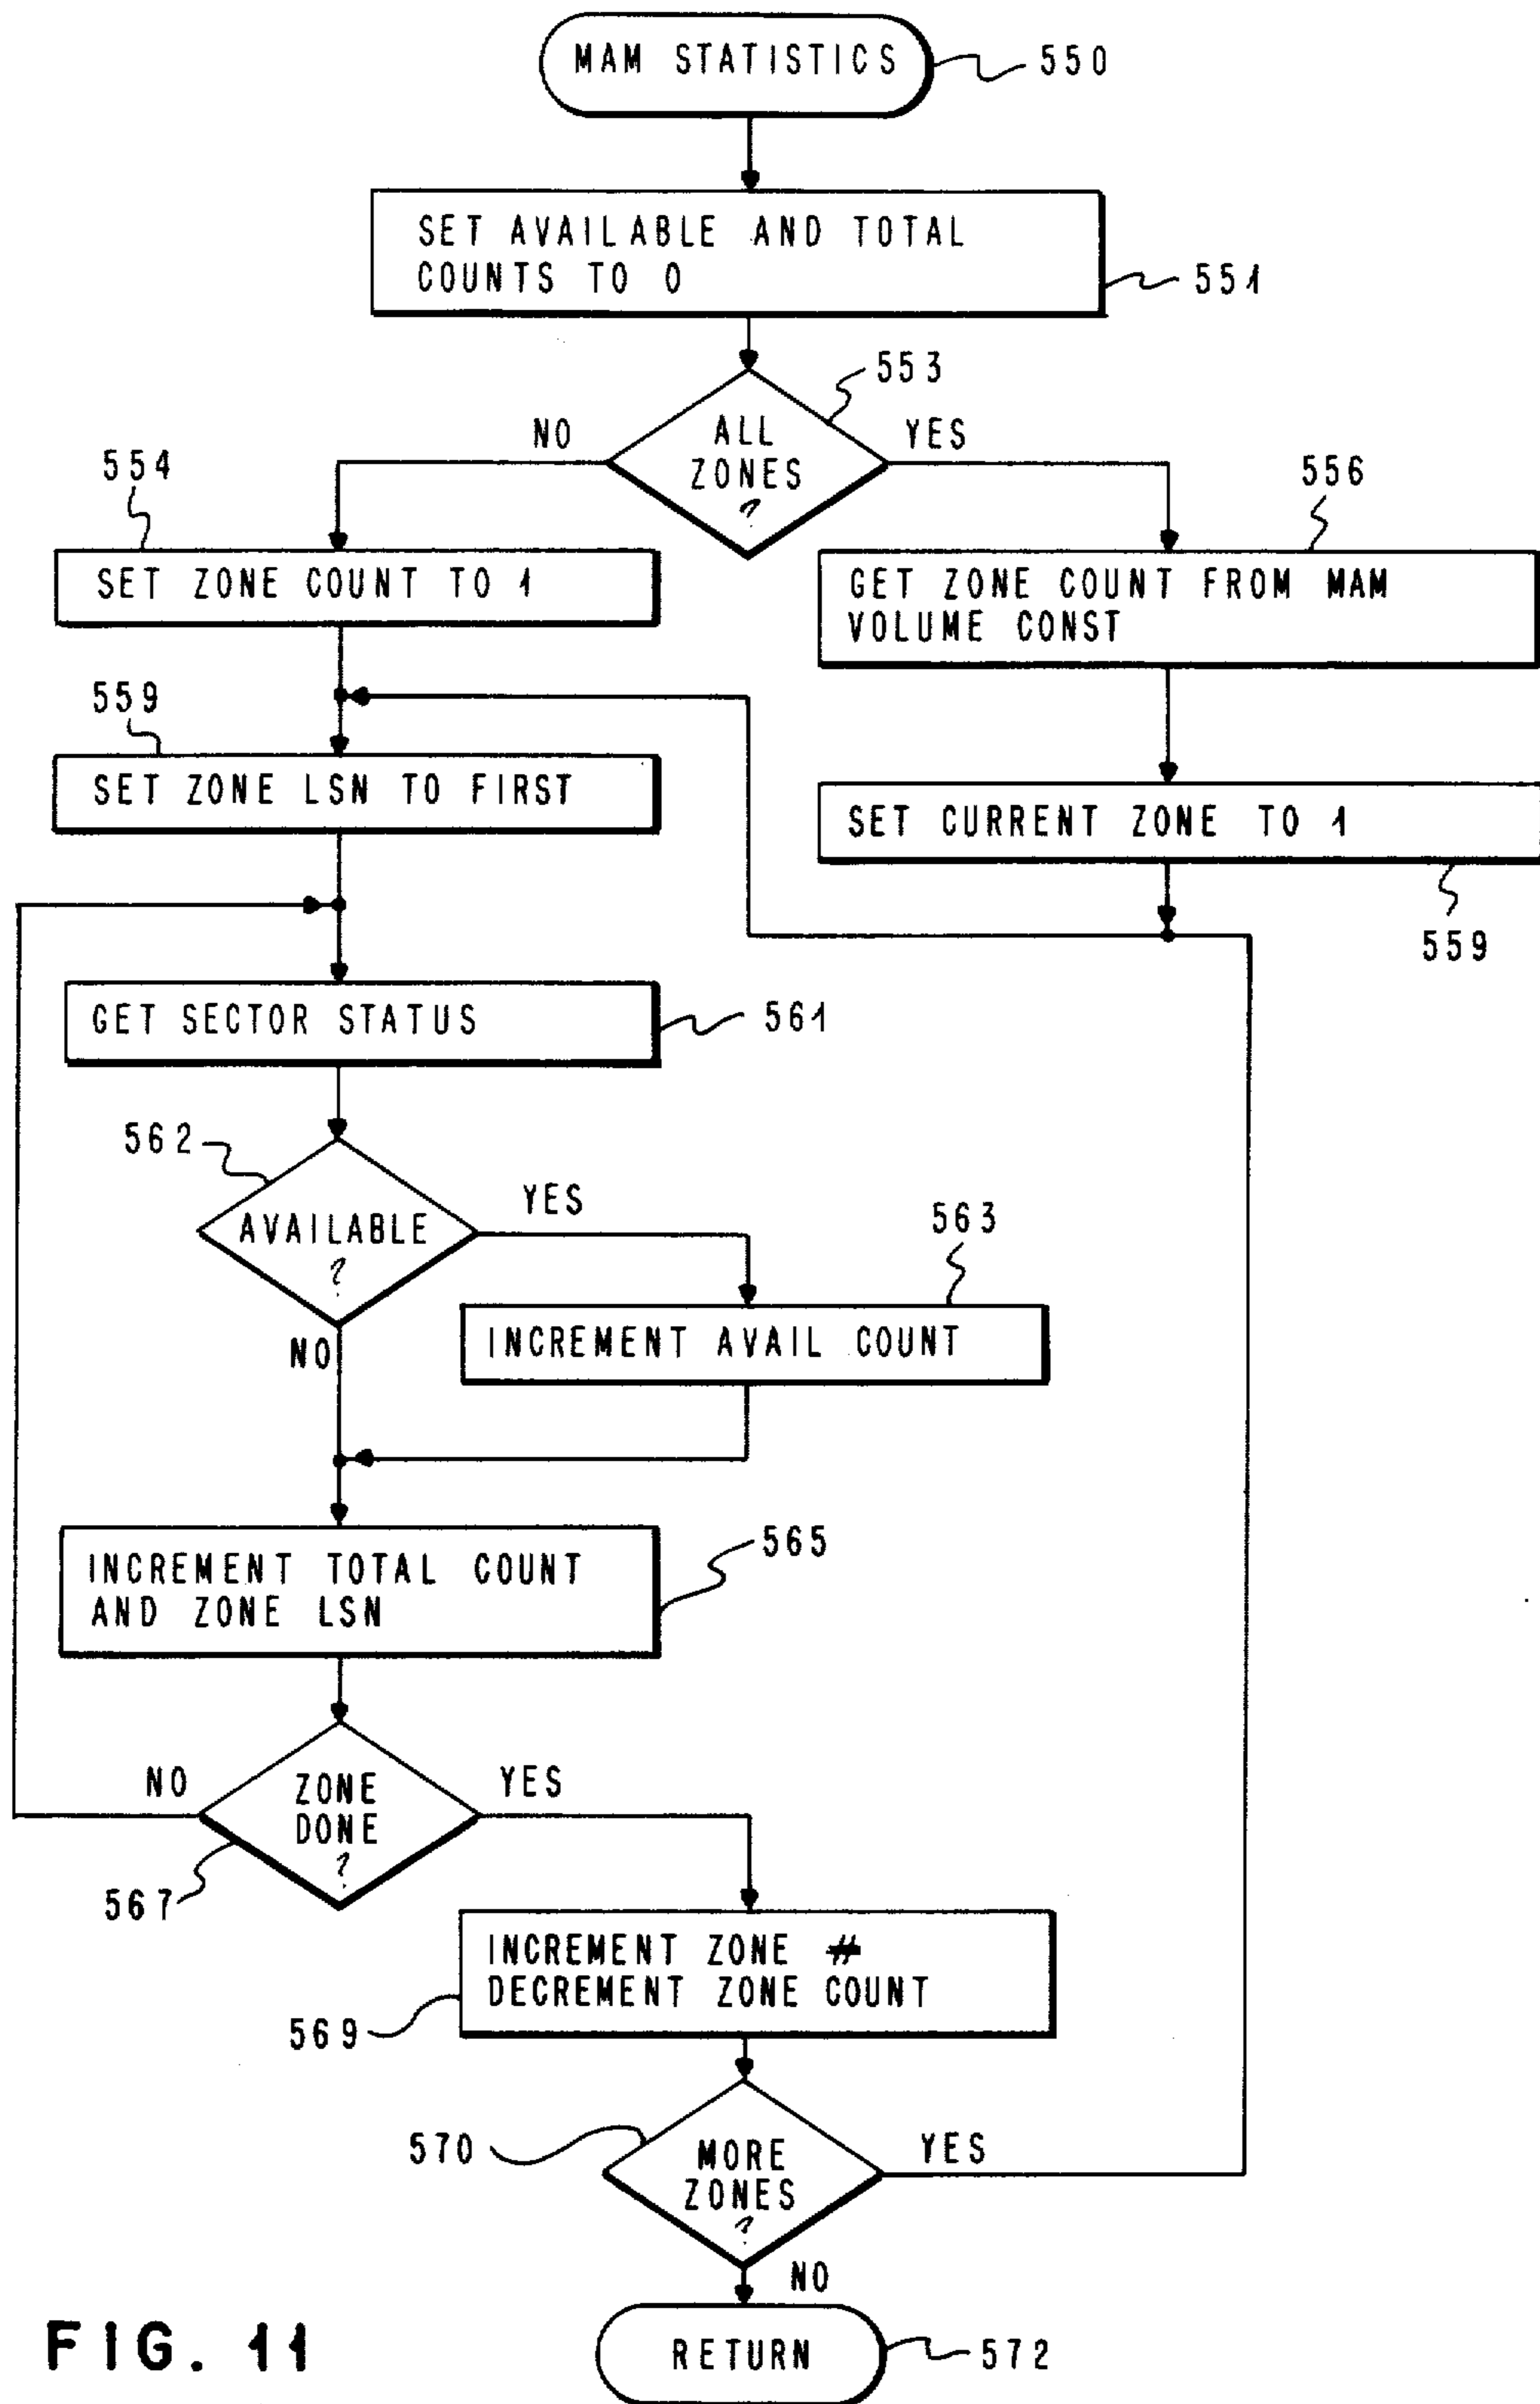 MAM STATISTICS
550
SET AVAILABLE AND TOTAL
COUNTS TO 0
551
553
ALL
ZONES
?
NO
YES
554
556
SET ZONE COUNT TO 1
GET ZONE COUNT FROM MAM
VOLUME CONST
559
SET ZONE LSN TO FIRST
SET CURRENT ZONE TO 1
559
GET SECTOR STATUS
561
562
AVAILABLE
?
YES
NO
563
INCREMENT AVAIL COUNT
INCREMENT TOTAL COUNT
AND ZONE LSN
565
NO
ZONE
DONE
?
YES
567
INCREMENT ZONE #
DECREMENT ZONE COUNT
569
570
MORE
ZONES
?
YES
NO
RETURN
572
FIG. 11